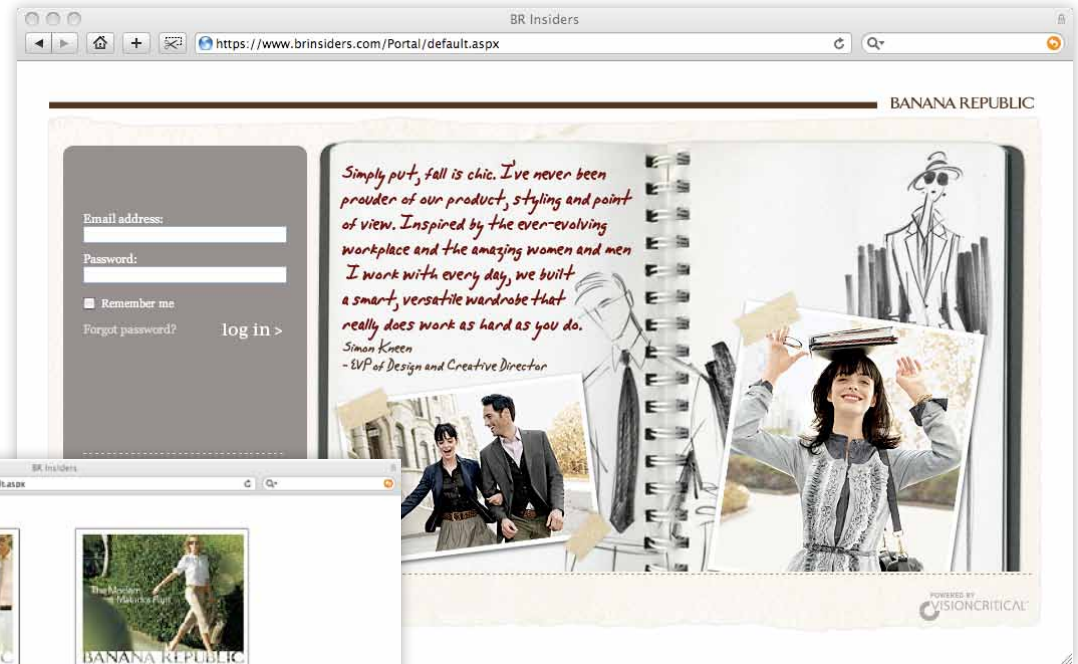 BR Insiders
https://www.brinsiders.com/Portal/default.aspx
BANANA REPUBLIC
Email address:
Password:
Remember me
Forgot password?
log in >
Simply put, fall is chic. I've never been
prouder of our product, styling and point
of view. Inspired by the ever-evolving
workplace and the amazing women and men
I work with every day, we built
a smart, versatile wardrobe that
really does work as hard as you do.
Simon Kneen
- EVP of Design and Creative Director
POWERED BY
VISIONCRITICAL
BR Insiders
lt.aspx
The Modern
BANANA REPUBLIC